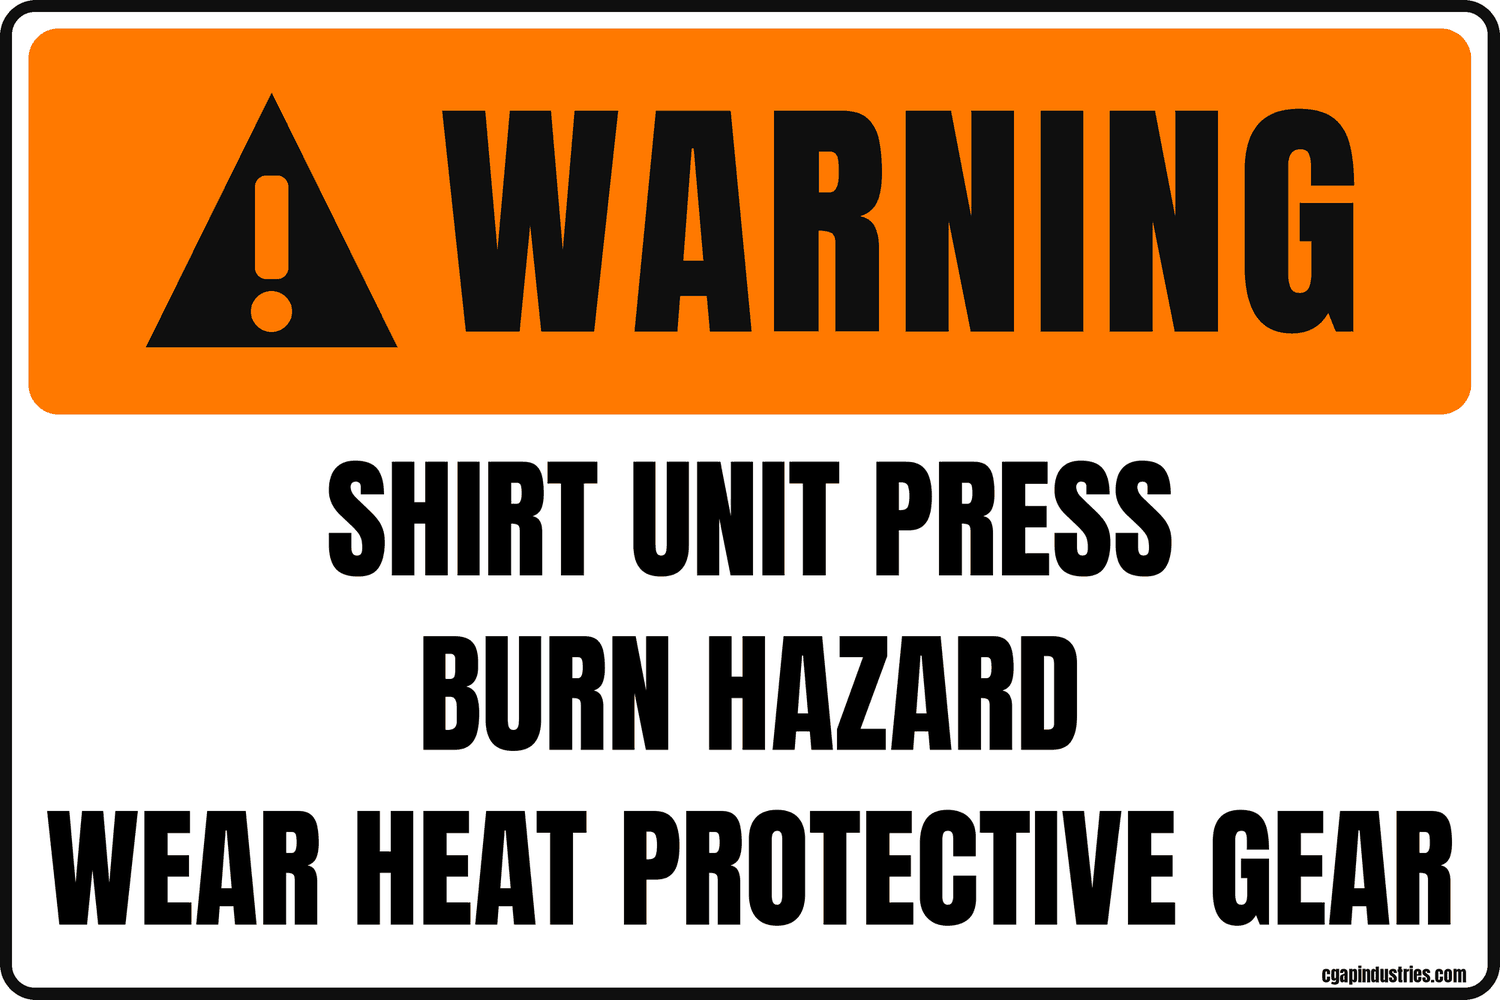 WARNING
SHIRT UNIT PRESS
BURN HAZARD
WEAR HEAT PROTECTIVE GEAR
cgapindustries.com